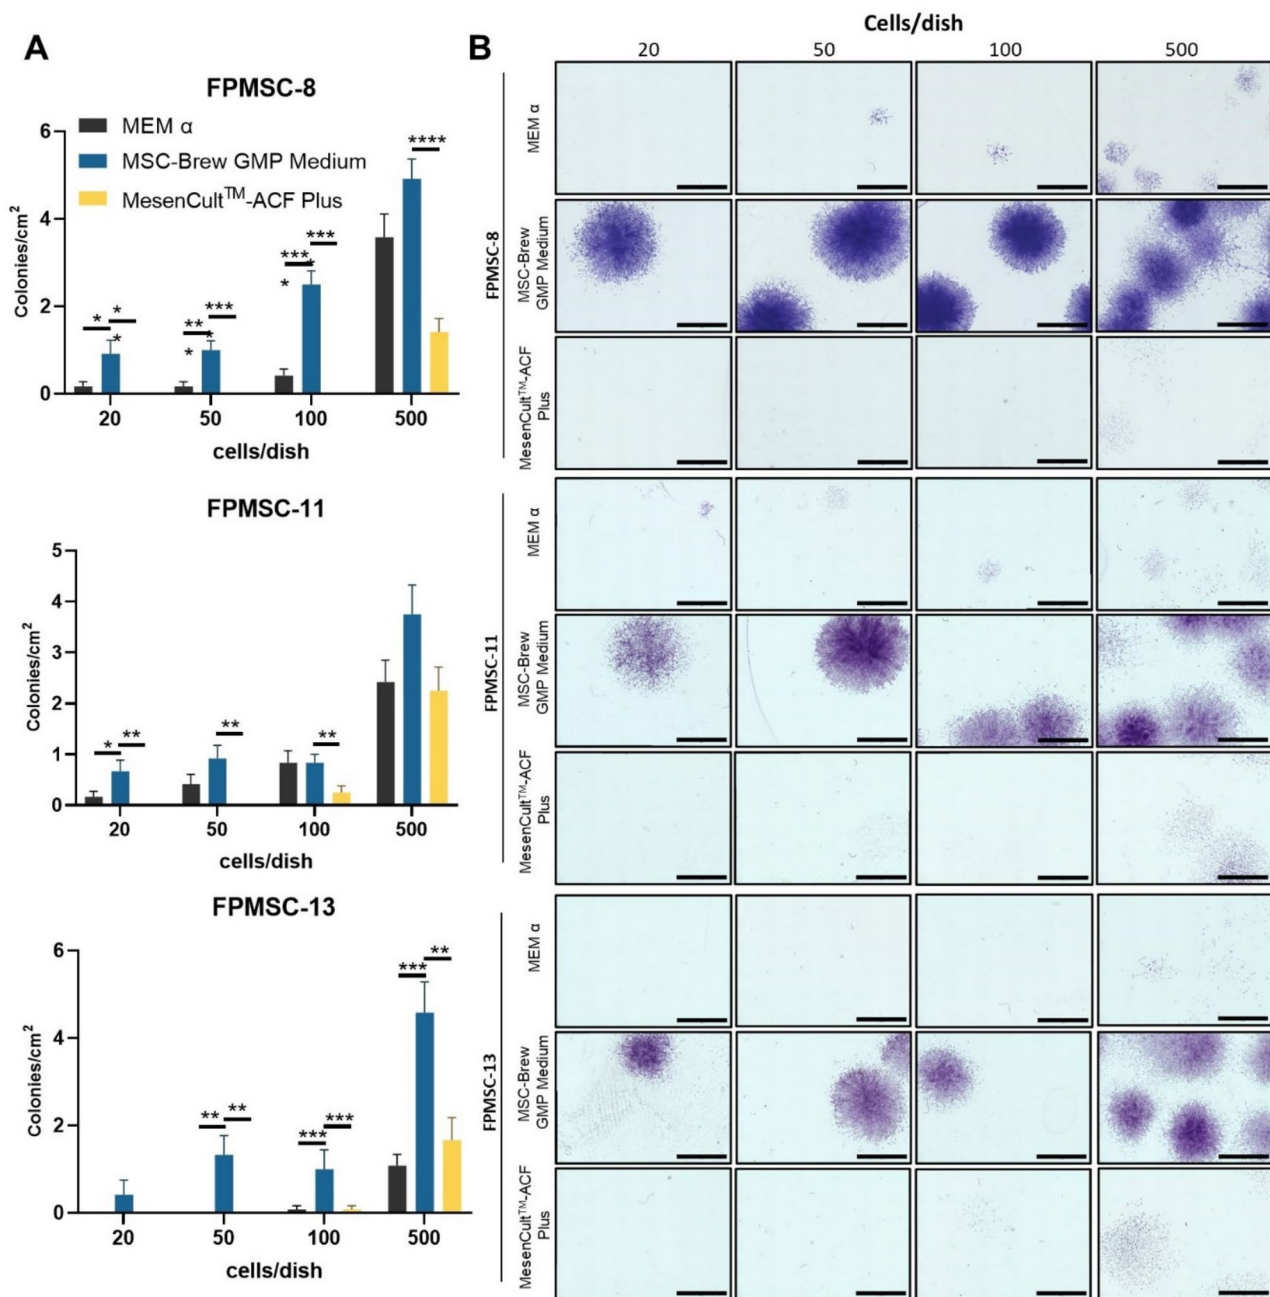 A
FPMSC-8
MEM α
MSC-Brew GMP Medium
MesenCult™-ACF Plus
****
***
***
*
*
*
*
*
**
*
***
*
*
6
4
2
0
Colonies/cm²
20 50 100 500
cells/dish
FPMSC-11
5
4
3
2
1
0
Colonies/cm²
*
**
**
**
20 50 100 500
cells/dish
FPMSC-13
6
4
2
0
Colonies/cm²
**
**
***
***
***
**
20 50 100 500
cells/dish
B
Cells/dish
20 50 100 500
FPMSC-8
MEM α
MSC-Brew
GMP Medium
MesenCult™-ACF
Plus
FPMSC-11
MEM α
MSC-Brew
GMP Medium
MesenCult™-ACF
Plus
FPMSC-13
MEM α
MSC-Brew
GMP Medium
MesenCult™-ACF
Plus